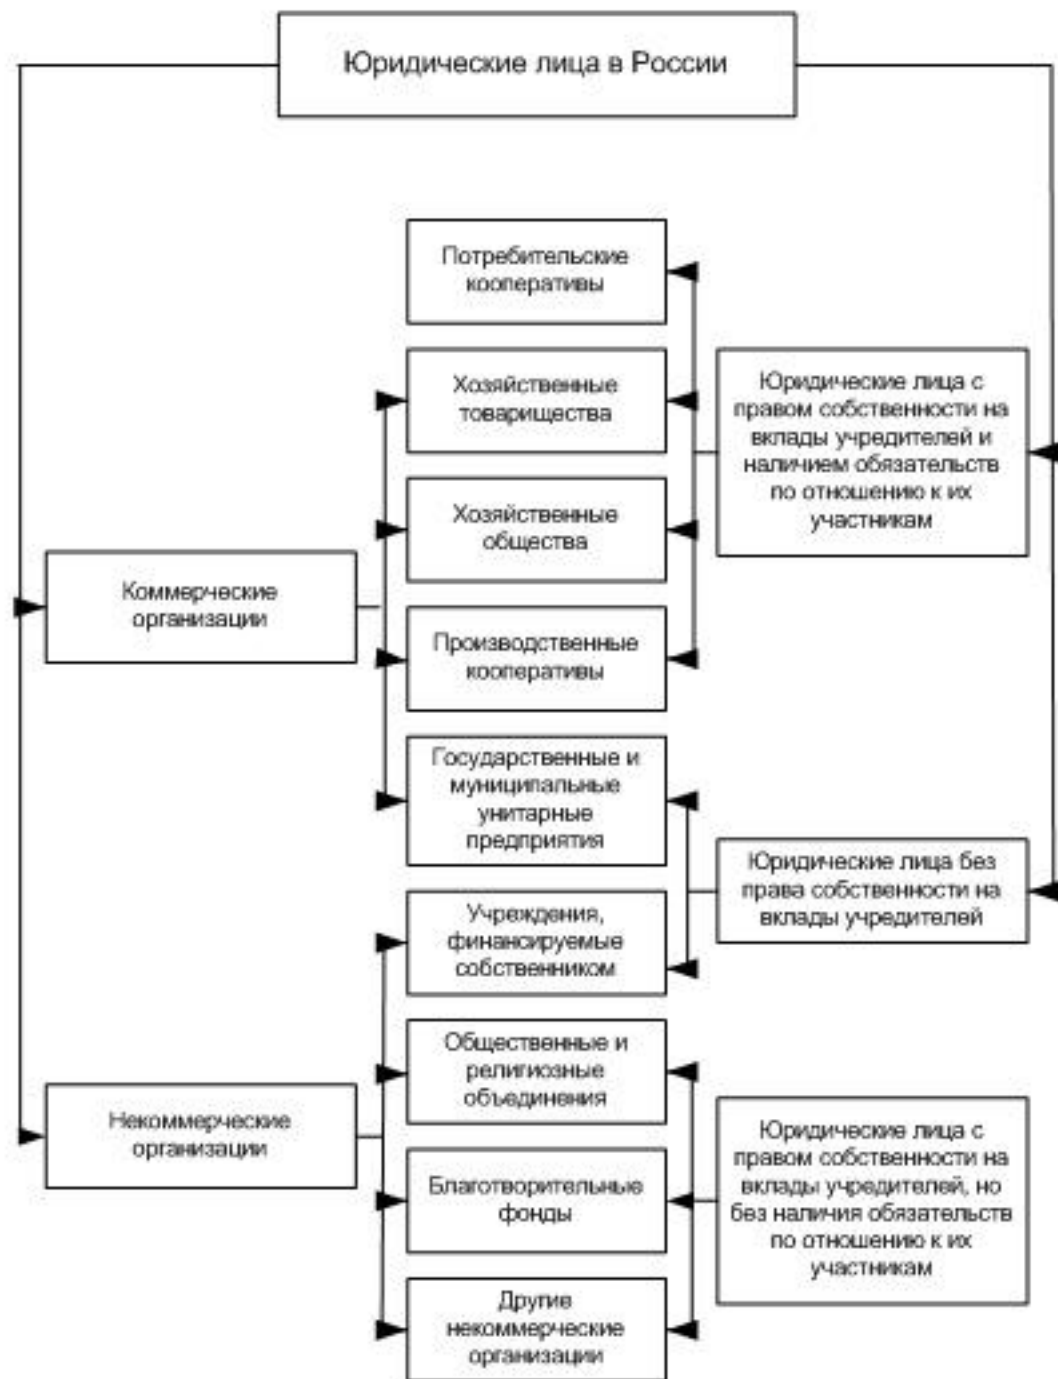 Юридические лица в России
Потребительские
кооперативы
Хозяйственные
товарищества
Юридические лица с
правом собственности на
вклады учредителей и
наличием обязательств
по отношению к их
участникам
Хозяйственные
общества
Коммерческие
организации
Производственные
кооперативы
Государственные и
муниципальные
унитарные
предприятия
Юридические лица без
права собственности на
вклады учредителей
Учреждения,
финансируемые
собственником
Общественные и
религиозные
объединения
Некоммерческие
организации
Юридические лица с
правом собственности на
вклады учредителей, но
без наличия обязательств
по отношению к их
участникам
Благотворительные
фонды
Другие
некоммерческие
организации